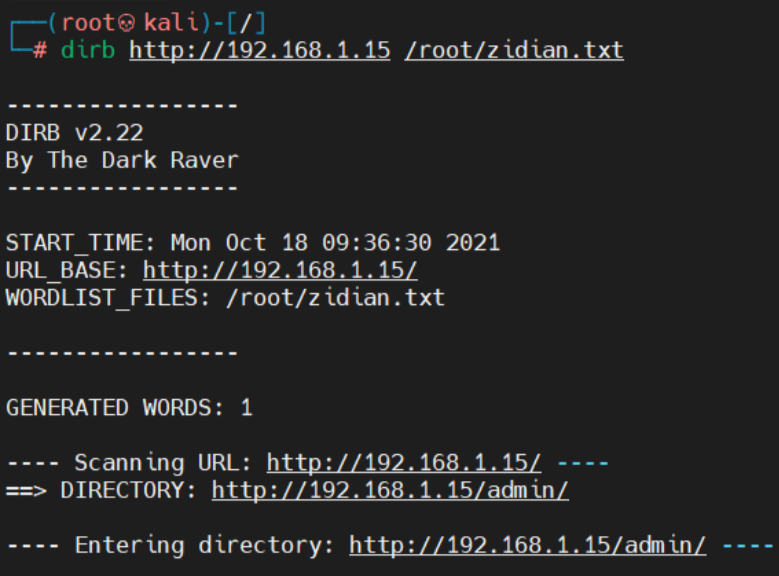 ┌──(root💀kali)-[/]
└─# dirb http://192.168.1.15 /root/zidian.txt
-----------------
DIRB v2.22
By The Dark Raver
-----------------
START_TIME: Mon Oct 18 09:36:30 2021
URL_BASE: http://192.168.1.15/
WORDLIST_FILES: /root/zidian.txt
-----------------
GENERATED WORDS: 1
---- Scanning URL: http://192.168.1.15/ ----
==> DIRECTORY: http://192.168.1.15/admin/
---- Entering directory: http://192.168.1.15/admin/ ----